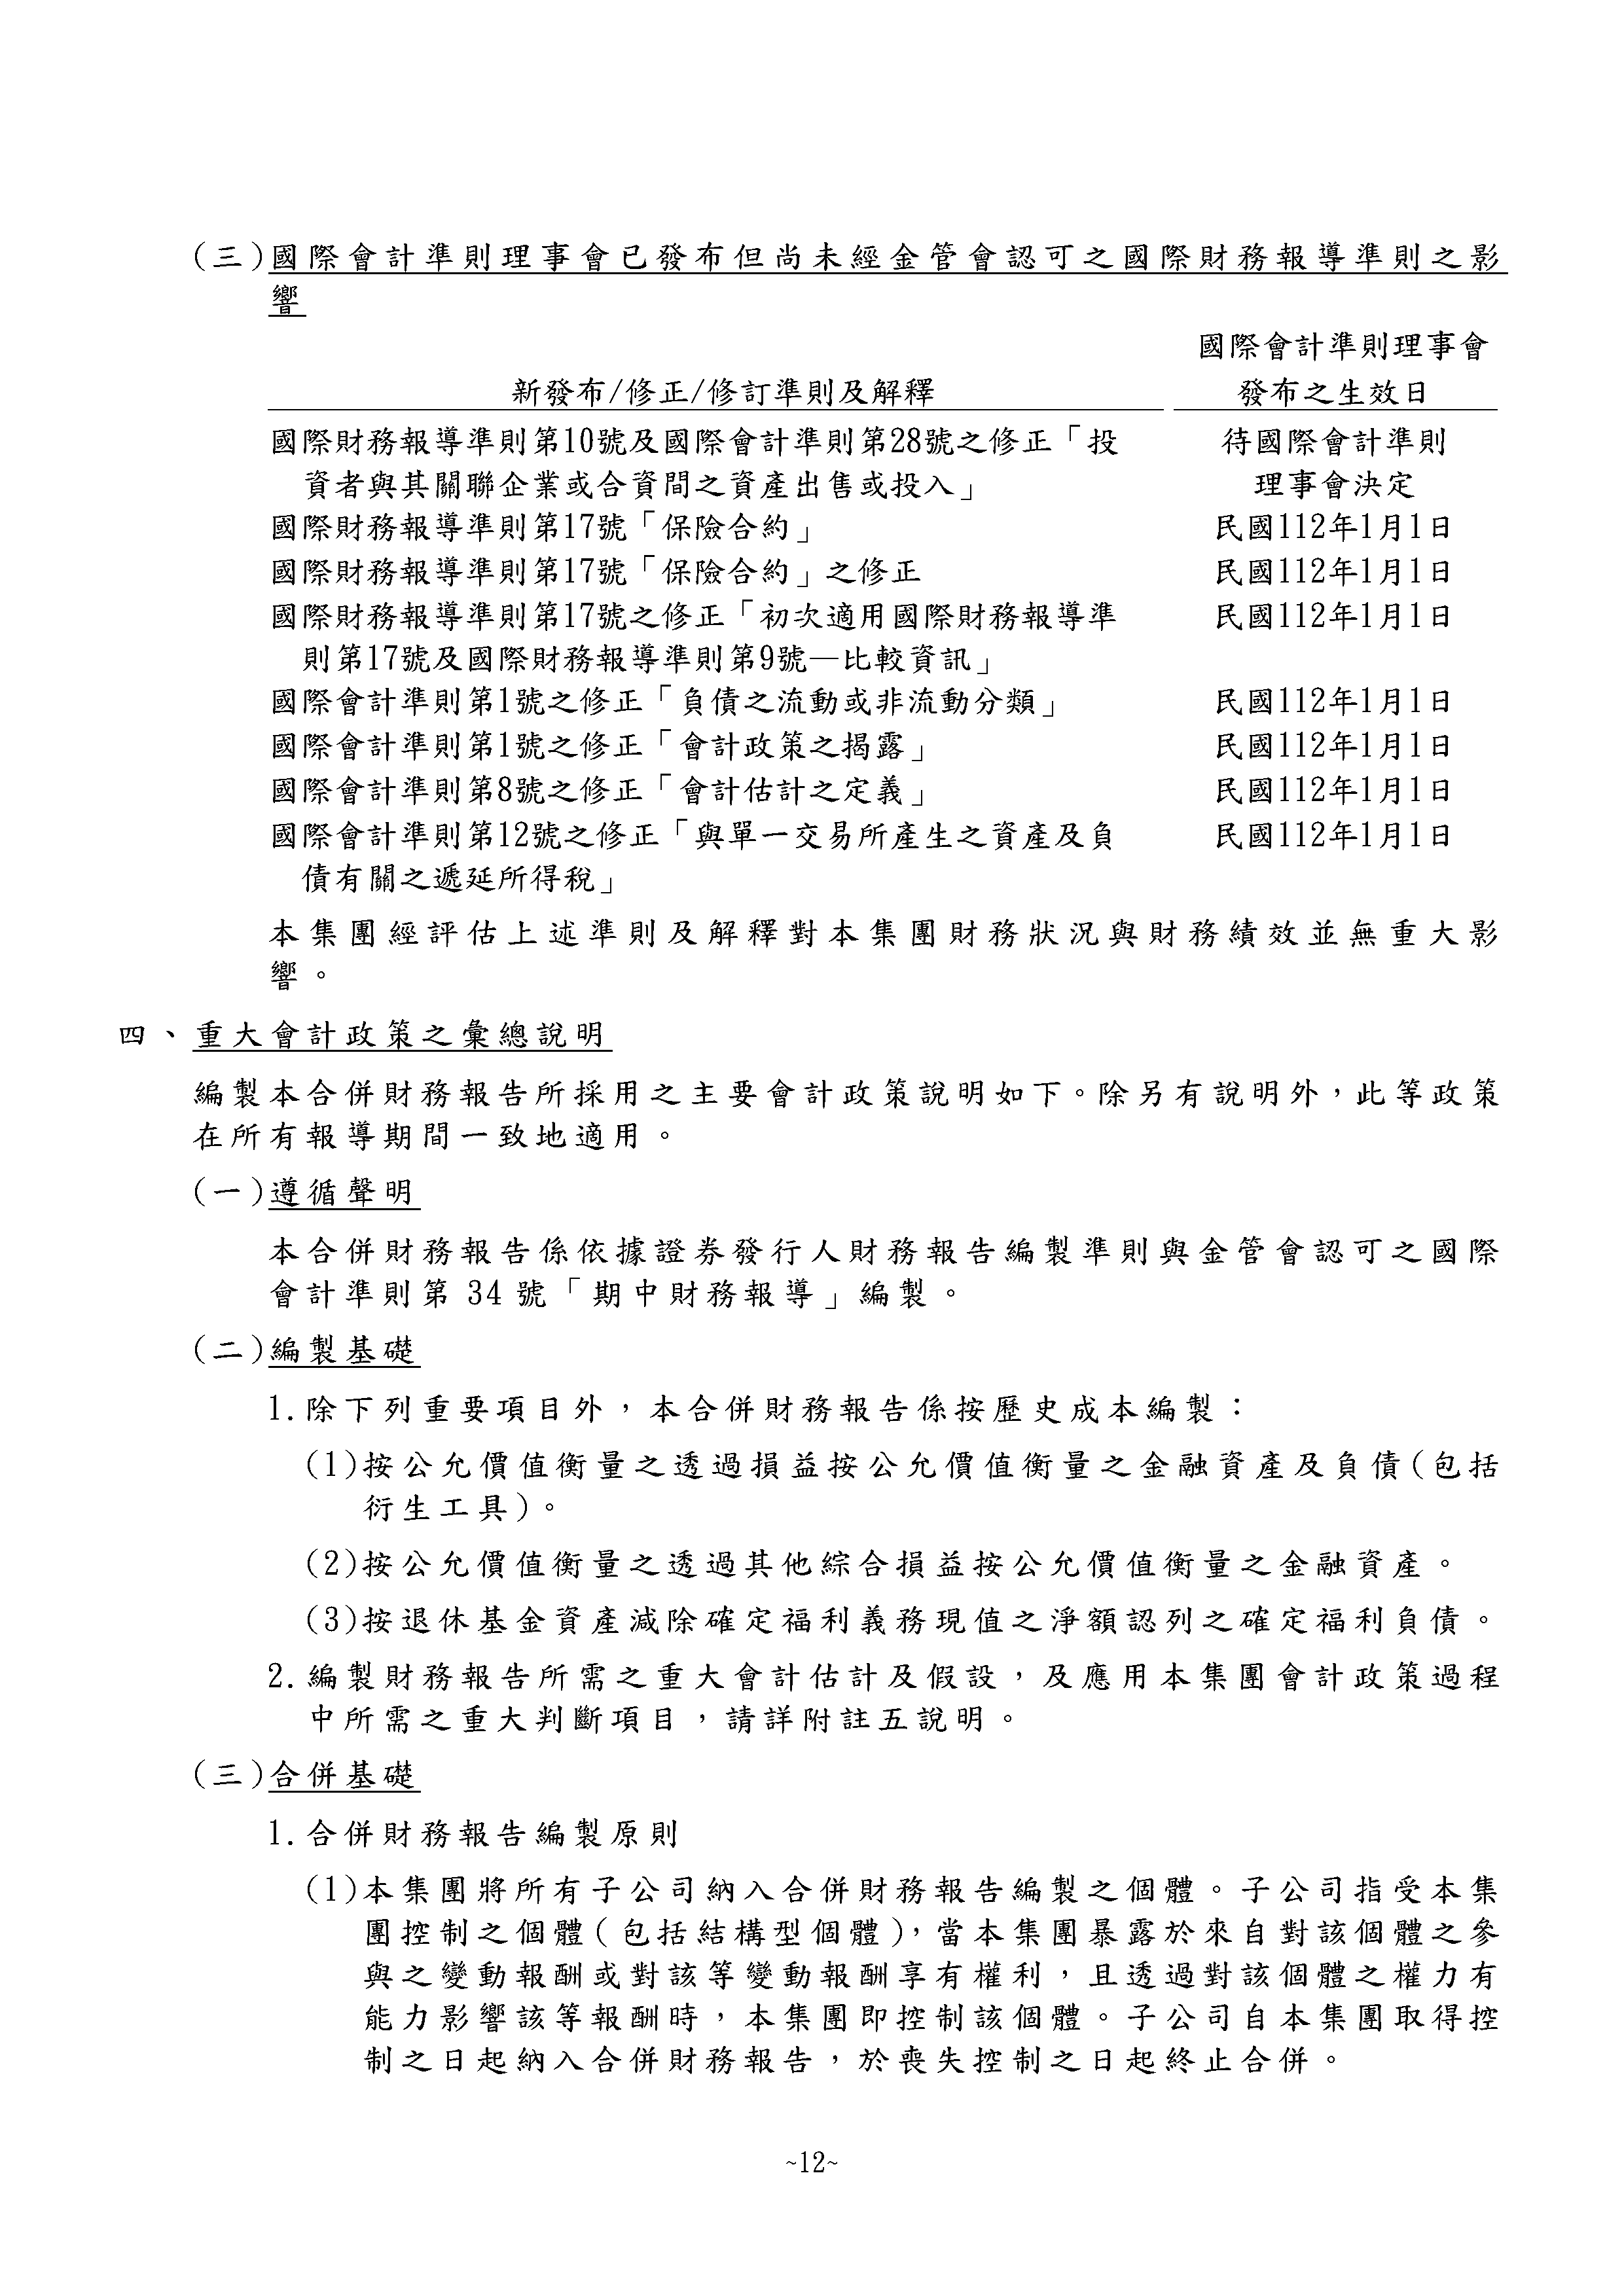 (三)國際會計準則理事會已發布但尚未經金管會認可之國際財務報導準則之影
響
國際會計準則理事會
新發布/修正/修訂準則及解釋 發布之生效日
國際財務報導準則第10號及國際會計準則第28號之修正「投 待國際會計準則
資者與其關聯企業或合資間之資產出售或投入」 理事會決定
國際財務報導準則第17號「保險合約」 民國112年1月1日
國際財務報導準則第17號「保險合約」之修正 民國112年1月1日
國際財務報導準則第17號之修正「初次適用國際財務報導準 民國112年1月1日
則第17號及國際財務報導準則第9號—比較資訊」
國際會計準則第1號之修正「負債之流動或非流動分類」 民國112年1月1日
國際會計準則第1號之修正「會計政策之揭露」 民國112年1月1日
國際會計準則第8號之修正「會計估計之定義」 民國112年1月1日
國際會計準則第12號之修正「與單一交易所產生之資產及負 民國112年1月1日
債有關之遞延所得稅」
本集團經評估上述準則及解釋對本集團財務狀況與財務績效並無重大影
響。
四、重大會計政策之彙總說明
編製本合併財務報告所採用之主要會計政策說明如下。除另有說明外，此等政策
在所有報導期間一致地適用。
(一)遵循聲明
本合併財務報告係依據證券發行人財務報告編製準則與金管會認可之國際
會計準則第 34 號「期中財務報導」編製。
(二)編製基礎
1.除下列重要項目外，本合併財務報告係按歷史成本編製：
(1)按公允價值衡量之透過損益按公允價值衡量之金融資產及負債(包括
衍生工具)。
(2)按公允價值衡量之透過其他綜合損益按公允價值衡量之金融資產。
(3)按退休基金資產減除確定福利義務現值之淨額認列之確定福利負債。
2.編製財務報告所需之重大會計估計及假設，及應用本集團會計政策過程
中所需之重大判斷項目，請詳附註五說明。
(三)合併基礎
1.合併財務報告編製原則
(1)本集團將所有子公司納入合併財務報告編製之個體。子公司指受本集
團控制之個體(包括結構型個體)，當本集團暴露於來自對該個體之參
與之變動報酬或對該等變動報酬享有權利，且透過對該個體之權力有
能力影響該等報酬時，本集團即控制該個體。子公司自本集團取得控
制之日起納入合併財務報告，於喪失控制之日起終止合併。
~12~